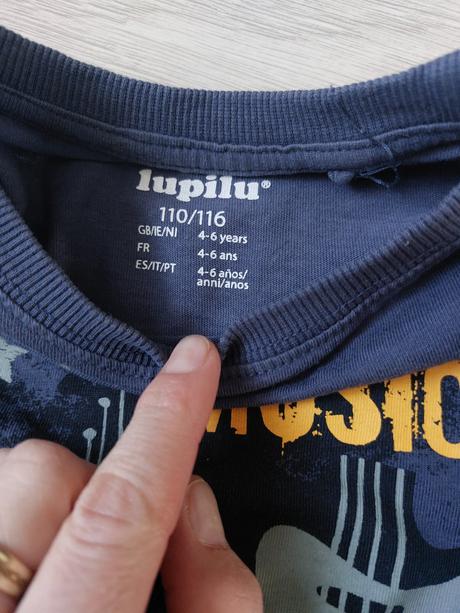 lupilu®
110/116
GB/IE/NI 4-6 years
FR 4-6 ans
ES/IT/PT 4-6 años/
anni/anos